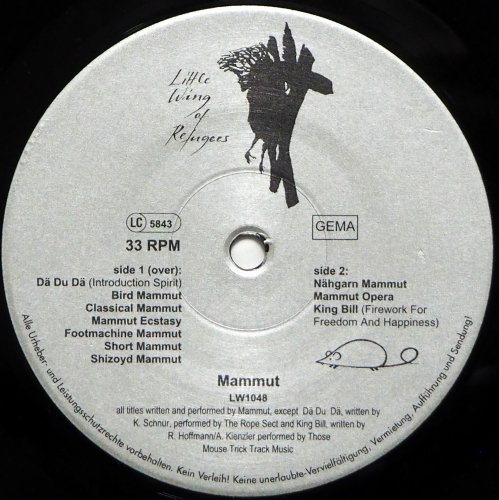 Little
Wing
of
Refugees
LC 5843
GEMA
33 RPM
side 1 (over):
Dä Du Dä (Introduction Spirit)
Bird Mammut
Classical Mammut
Mammut Ecstasy
Footmachine Mammut
Short Mammut
Shizoyd Mammut
side 2:
Nähgarn Mammut
Mammut Opera
King Bill (Firework For
Freedom And Happiness)
Mammut
LW1048
all titles written and performed by Mammut, except Dä Du Dä, written by
K. Schnur, performed by The Rope Sect and King Bill, written by
R. Hoffmann/A. Kienzler performed by Those
Mouse Trick Track Music
Alle Urheber- und Leistungsschutzrechte vorbehalten. Kein Verleih! Keine unerlaubte-Vervielfältigung, Vermietung, Aufführung und Sendung!